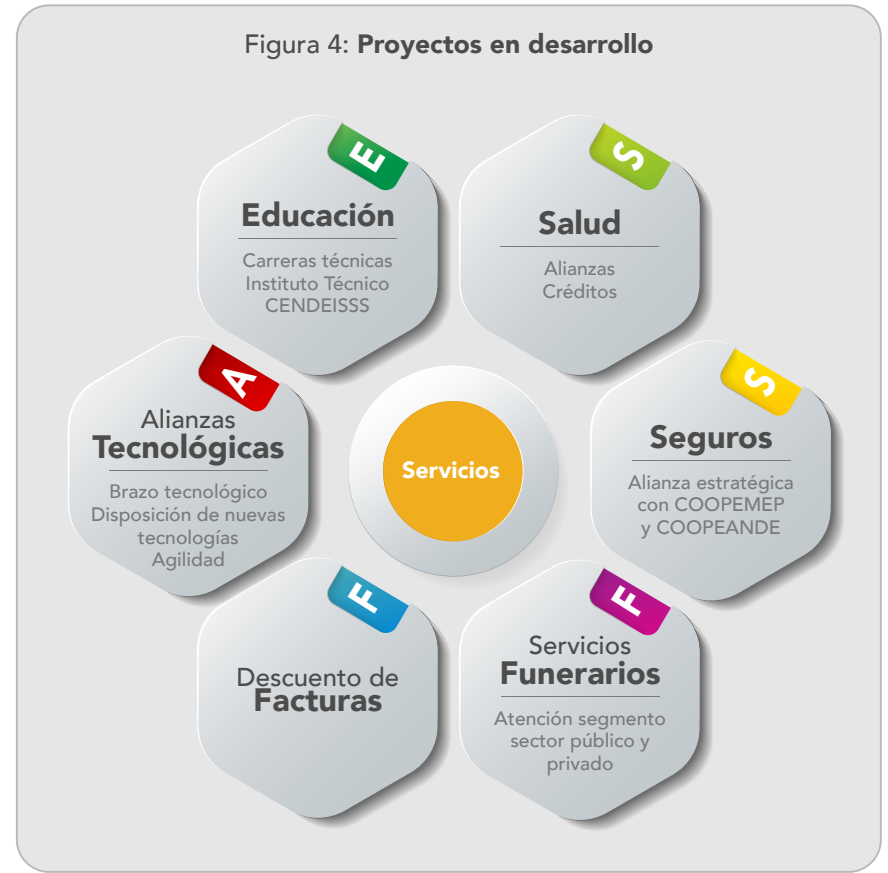 Figura 4: Proyectos en desarrollo
E
Educación
Carreras técnicas
Instituto Técnico
CENDEISSS
S
Salud
Alianzas
Créditos
A
Alianzas
Tecnológicas
Brazo tecnológico
Disposición de nuevas
tecnologías
Agilidad
Servicios
S
Seguros
Alianza estratégica
con COOPEMEP
y COOPEANDE
F
Descuento de
Facturas
F
Servicios
Funerarios
Atención segmento
sector público y
privado